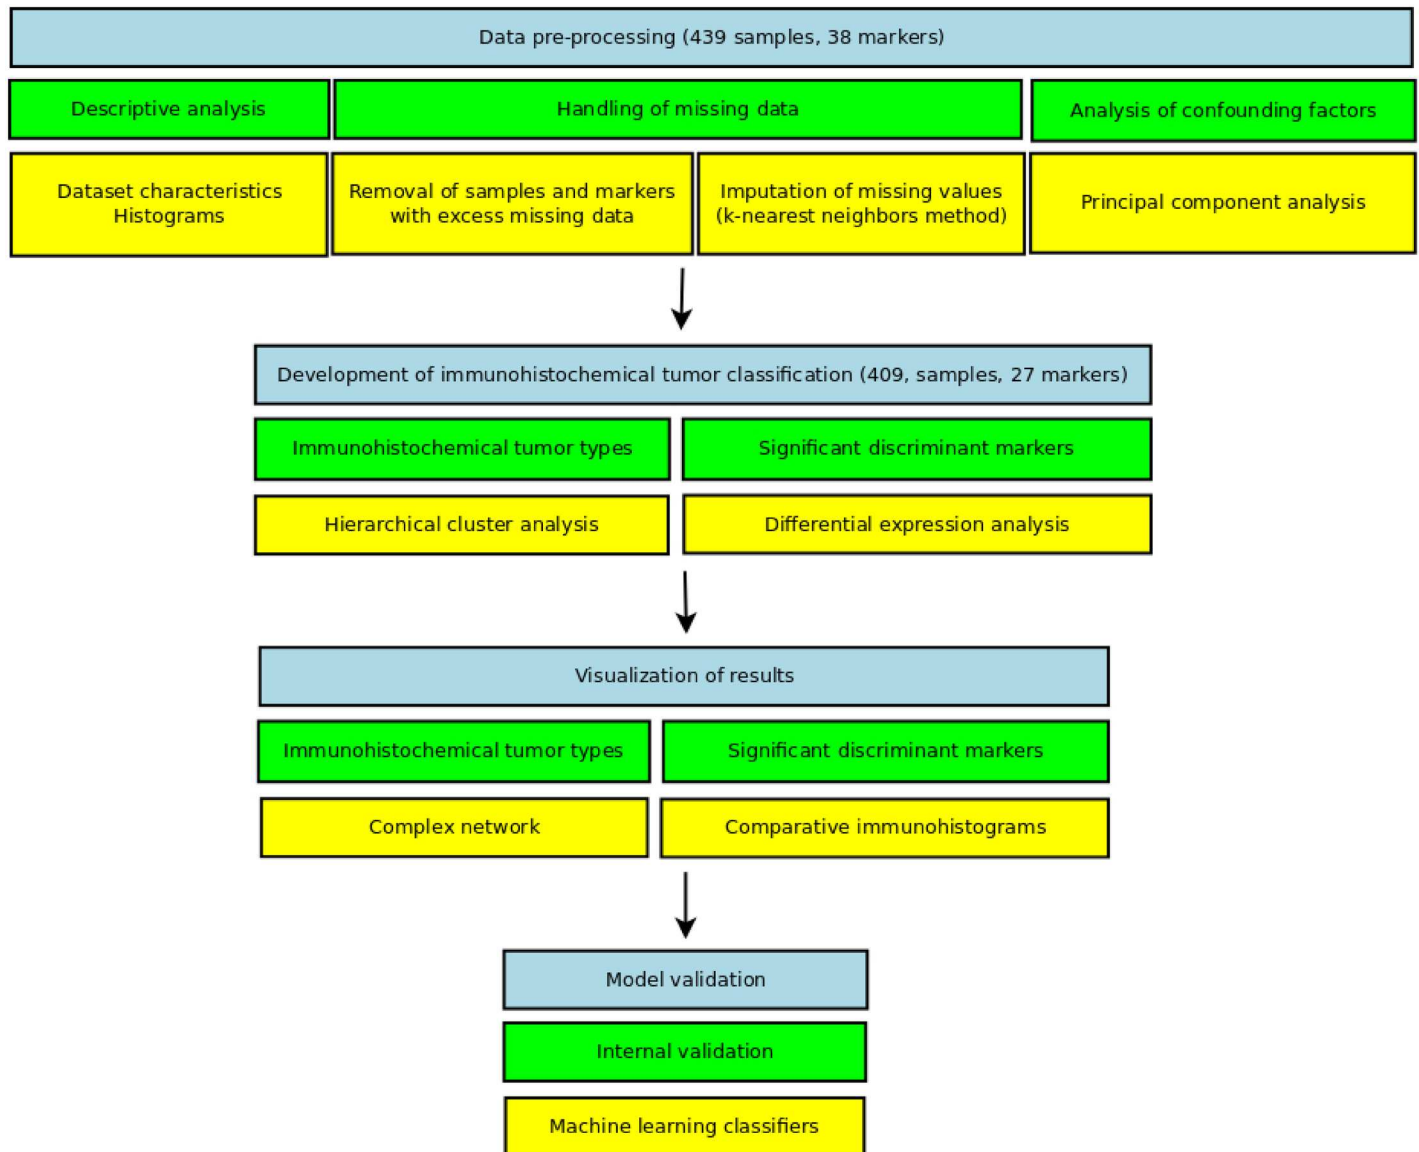 Data pre-processing (439 samples, 38 markers)
Descriptive analysis
Handling of missing data
Analysis of confounding factors
Dataset characteristics
Histograms
Removal of samples and markers
with excess missing data
Imputation of missing values
(k-nearest neighbors method)
Principal component analysis
Development of immunohistochemical tumor classification (409, samples, 27 markers)
Immunohistochemical tumor types
Significant discriminant markers
Hierarchical cluster analysis
Differential expression analysis
Visualization of results
Immunohistochemical tumor types
Significant discriminant markers
Complex network
Comparative immunohistograms
Model validation
Internal validation
Machine learning classifiers